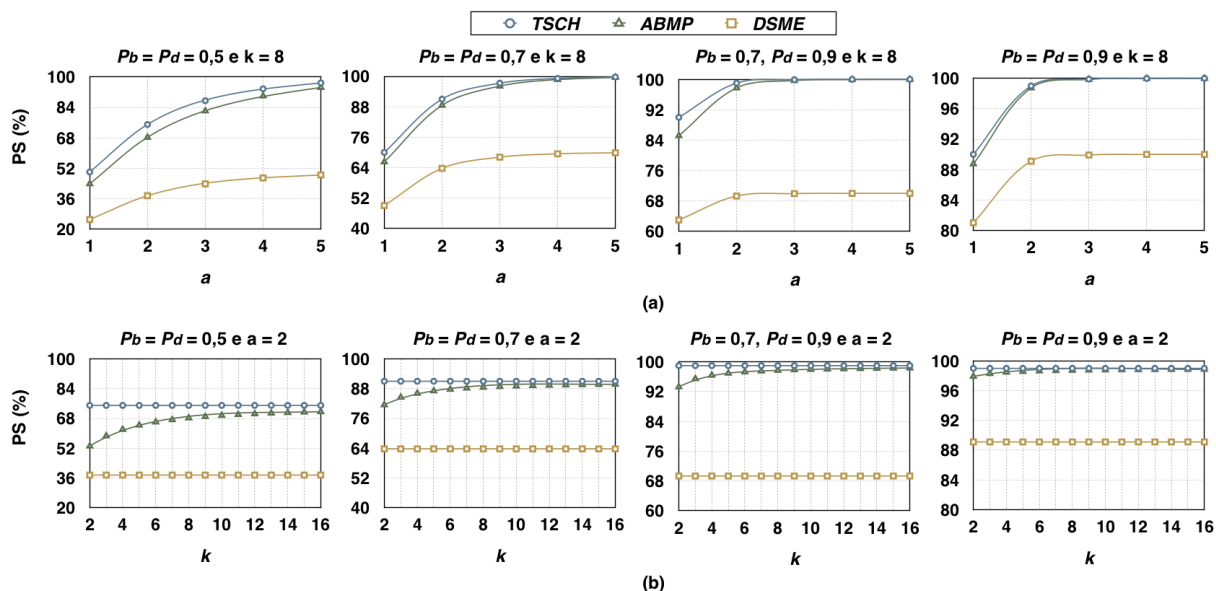 TSCH ABMP DSME
Pb = Pd = 0,5 e k = 8
Pb = Pd = 0,7 e k = 8
Pb = 0,7, Pd = 0,9 e k = 8
Pb = Pd = 0,9 e k = 8
PS (%)
100
84
68
52
36
20
1 2 3 4 5
a
100
88
76
64
52
40
1 2 3 4 5
a
100
92
84
76
68
60
1 2 3 4 5
a
100
96
92
88
84
80
1 2 3 4 5
a
(a)
Pb = Pd = 0,5 e a = 2
Pb = Pd = 0,7 e a = 2
Pb = 0,7, Pd = 0,9 e a = 2
Pb = Pd = 0,9 e a = 2
PS (%)
100
84
68
52
36
20
2 4 6 8 10 12 14 16
k
100
88
76
64
52
40
2 4 6 8 10 12 14 16
k
100
92
84
76
68
60
2 4 6 8 10 12 14 16
k
100
96
92
88
84
80
2 4 6 8 10 12 14 16
k
(b)